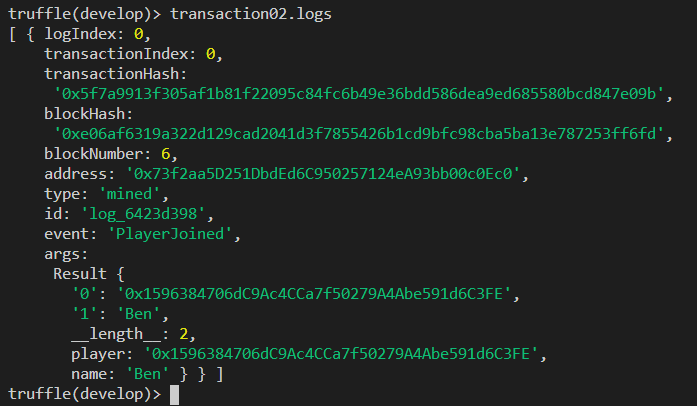 truffle(develop)> transaction02.logs
[ { logIndex: 0,
    transactionIndex: 0,
    transactionHash:
     '0x5f7a9913f305af1b81f22095c84fc6b49e36bdd586dea9ed685580bcd847e09b',
    blockHash:
     '0xe06af6319a322d129cad2041d3f7855426b1cd9bfc98cba5ba13e787253ff6fd',
    blockNumber: 6,
    address: '0x73f2aa5D251DbdEd6C950257124eA93bb00c0Ec0',
    type: 'mined',
    id: 'log_6423d398',
    event: 'PlayerJoined',
    args:
     Result {
       '0': '0x1596384706dC9Ac4CCa7f50279A4Abe591d6C3FE',
       '1': 'Ben',
       __length__: 2,
       player: '0x1596384706dC9Ac4CCa7f50279A4Abe591d6C3FE',
       name: 'Ben' } } ]
truffle(develop)>